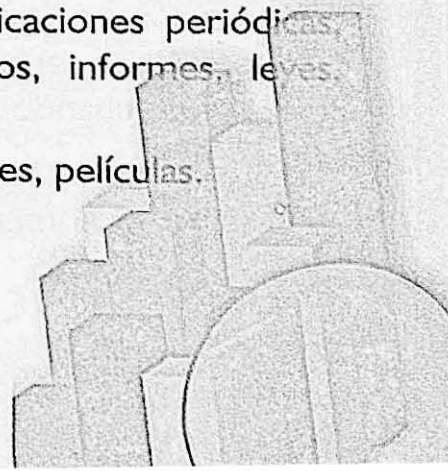 icaciones periódicas,
os, informes, leyes.
es, películas.